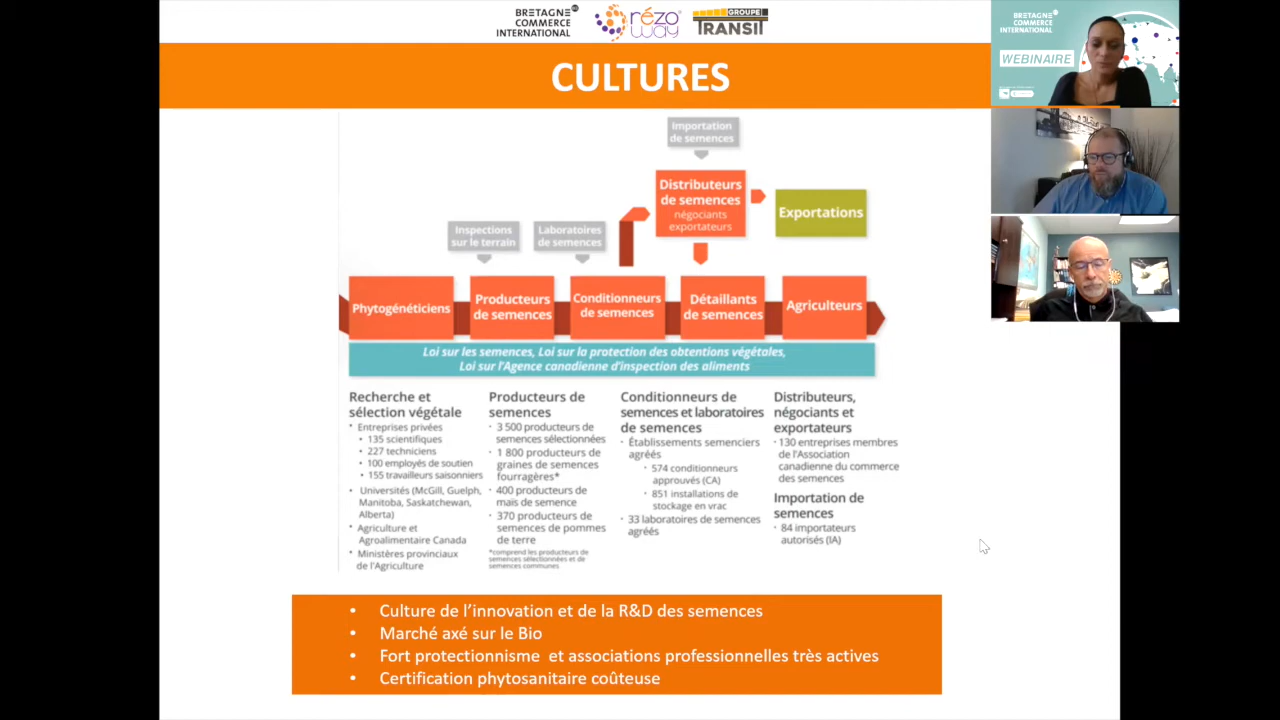 BRETAGNE
COMMERCE
INTERNATIONAL
rézo
way
GROUPE
TRANSIT
CULTURES
BRETAGNE
COMMERCE
INTERNATIONAL
WEBINAIRE
Importation
de semences
Distributeurs
de semences
négociants
exportateurs
Exportations
Inspections
sur le terrain
Laboratoires
de semences
Phytogénéticiens
Producteurs
de semences
Conditionneurs
de semences
Détaillants
de semences
Agriculteurs
Loi sur les semences, Loi sur la protection des obtentions végétales,
Loi sur l'Agence canadienne d'inspection des aliments
Recherche et
sélection végétale
• Entreprises privées
• 135 scientifiques
• 227 techniciens
• 100 employés de soutien
• 155 travailleurs saisonniers
• Universités (McGill, Guelph,
Manitoba, Saskatchewan,
Alberta)
• Agriculture et
Agroalimentaire Canada
• Ministères provinciaux
de l'Agriculture
Producteurs de
semences
• 3 500 producteurs de
semences sélectionnées
• 1 800 producteurs de
graines de semences
fourragères*
• 400 producteurs de
maïs de semence
• 370 producteurs de
semences de pommes
de terre
*comprend les producteurs de
semences sélectionnées et de
semences communes
Conditionneurs de
semences et laboratoires
de semences
• Établissements semenciers
agréés
• 574 conditionneurs
approuvés (CA)
• 851 installations de
stockage en vrac
• 33 laboratoires de semences
agréés
Distributeurs,
négociants et
exportateurs
• 130 entreprises membres
de l'Association
canadienne du commerce
des semences
Importation de
semences
• 84 importateurs
autorisés (IA)
• Culture de l'innovation et de la R&D des semences
• Marché axé sur le Bio
• Fort protectionnisme et associations professionnelles très actives
• Certification phytosanitaire coûteuse